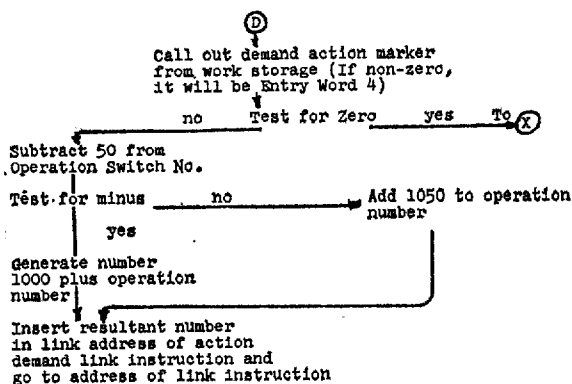 D
Call out demand action marker
from work storage (If non-zero,
it will be Entry Word 4)
no Test for Zero yes To X
Subtract 50 from
Operation Switch No.
Test for minus no Add 1050 to operation
number
yes
Generate number
1000 plus operation
number
Insert resultant number
in link address of action
demand link instruction and
go to address of link instruction